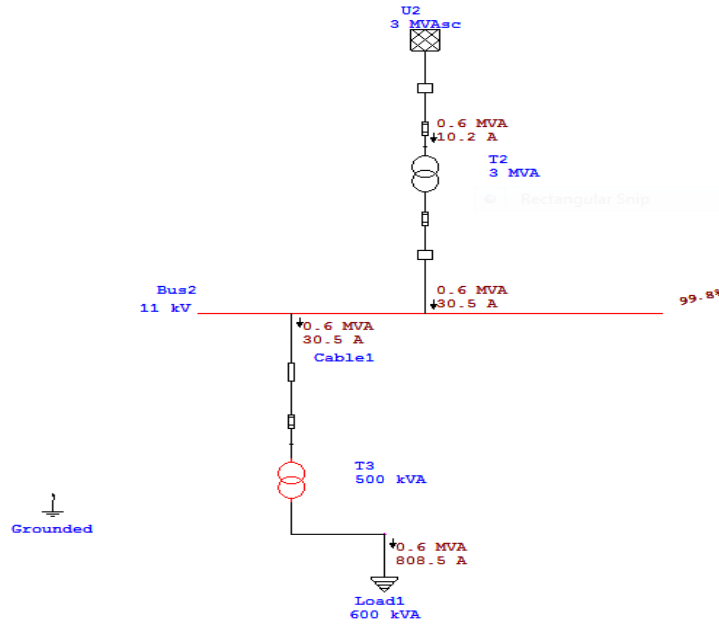 U2
3 MVAsc
0.6 MVA
10.2 A
T2
3 MVA
Rectangular Snip
Bus2
11 kV
0.6 MVA
30.5 A
99.8%
0.6 MVA
30.5 A
Cable1
T3
500 kVA
Grounded
0.6 MVA
808.5 A
Load1
600 kVA